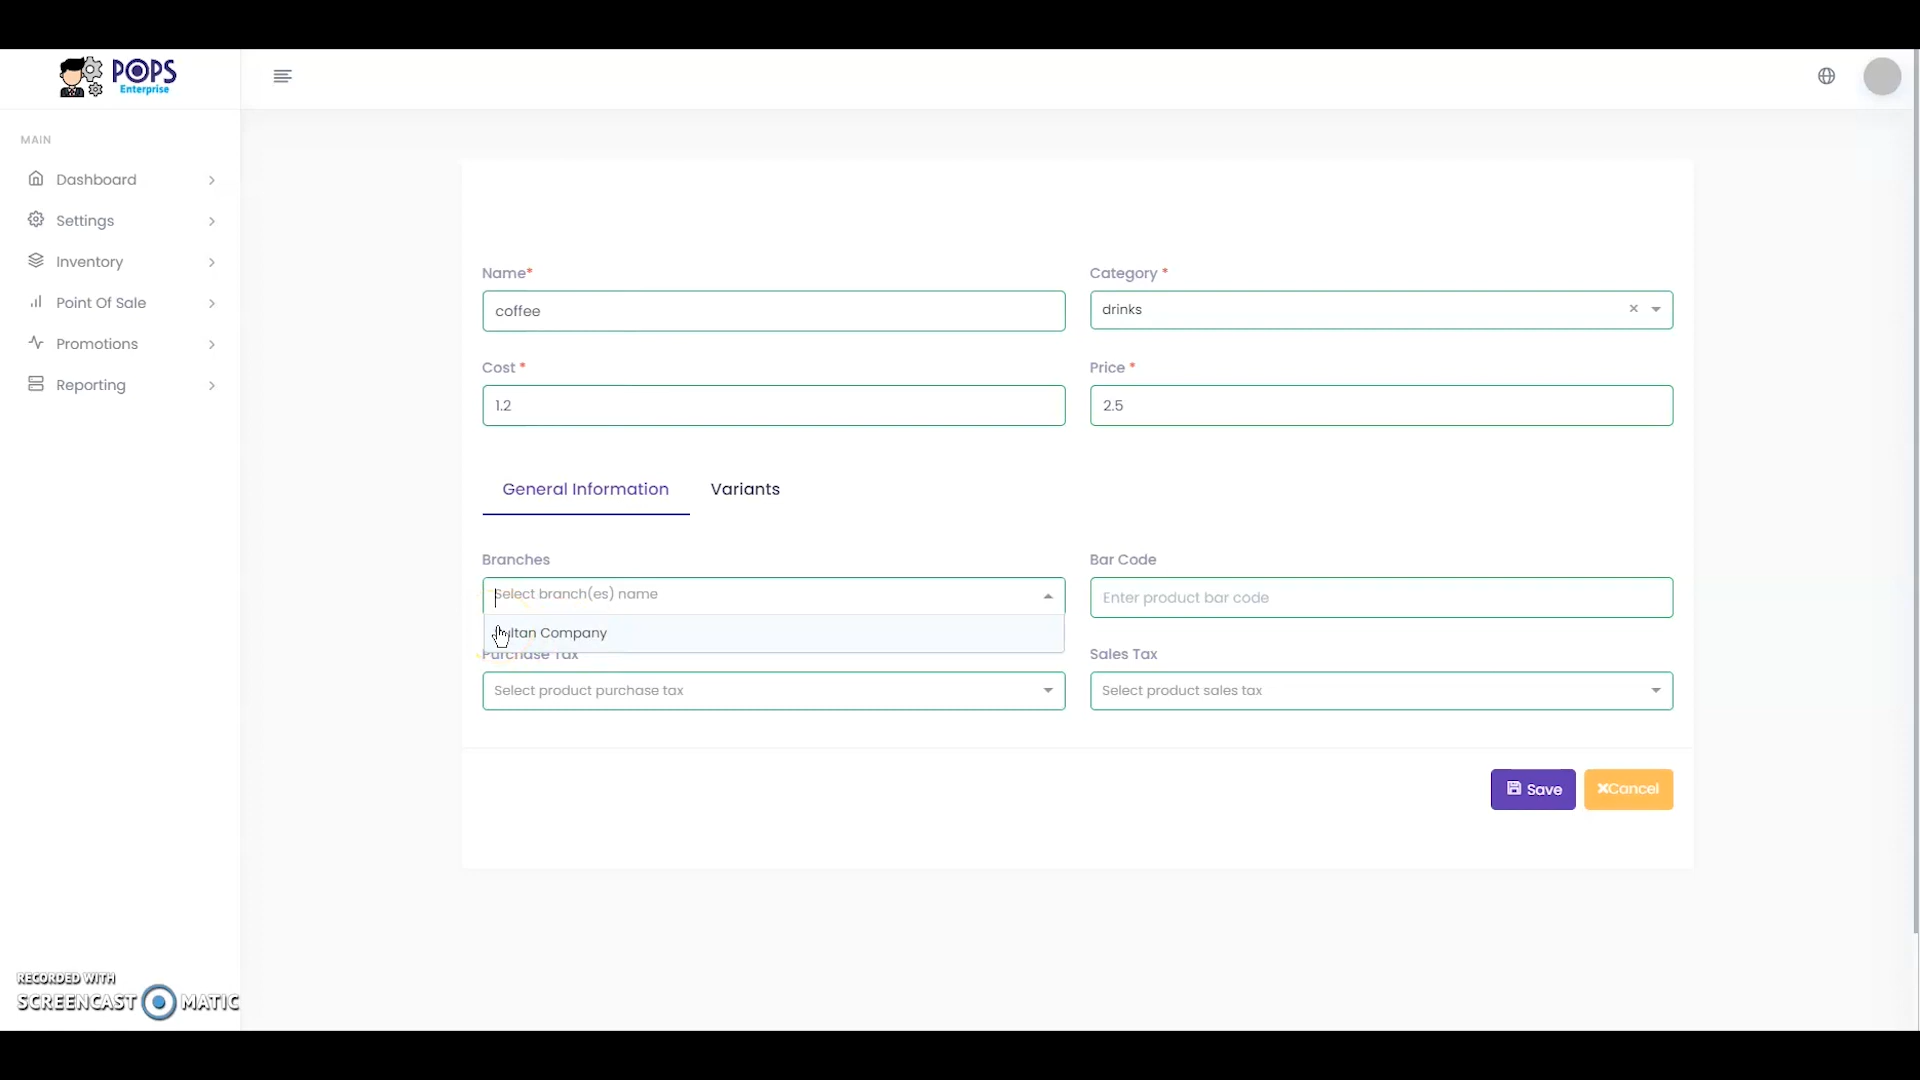 POPS
Enterprise
MAIN
Dashboard
Settings
Inventory
Point Of Sale
Promotions
Reporting
Name*
Category *
coffee
drinks
Cost *
Price *
1.2
2.5
General Information
Variants
Branches
Bar Code
Select branch(es) name
Enter product bar code
Company
Purchase Tax
Sales Tax
Select product purchase tax
Select product sales tax
Save
Cancel
RECORDED WITH
SCREENCAST MATIC